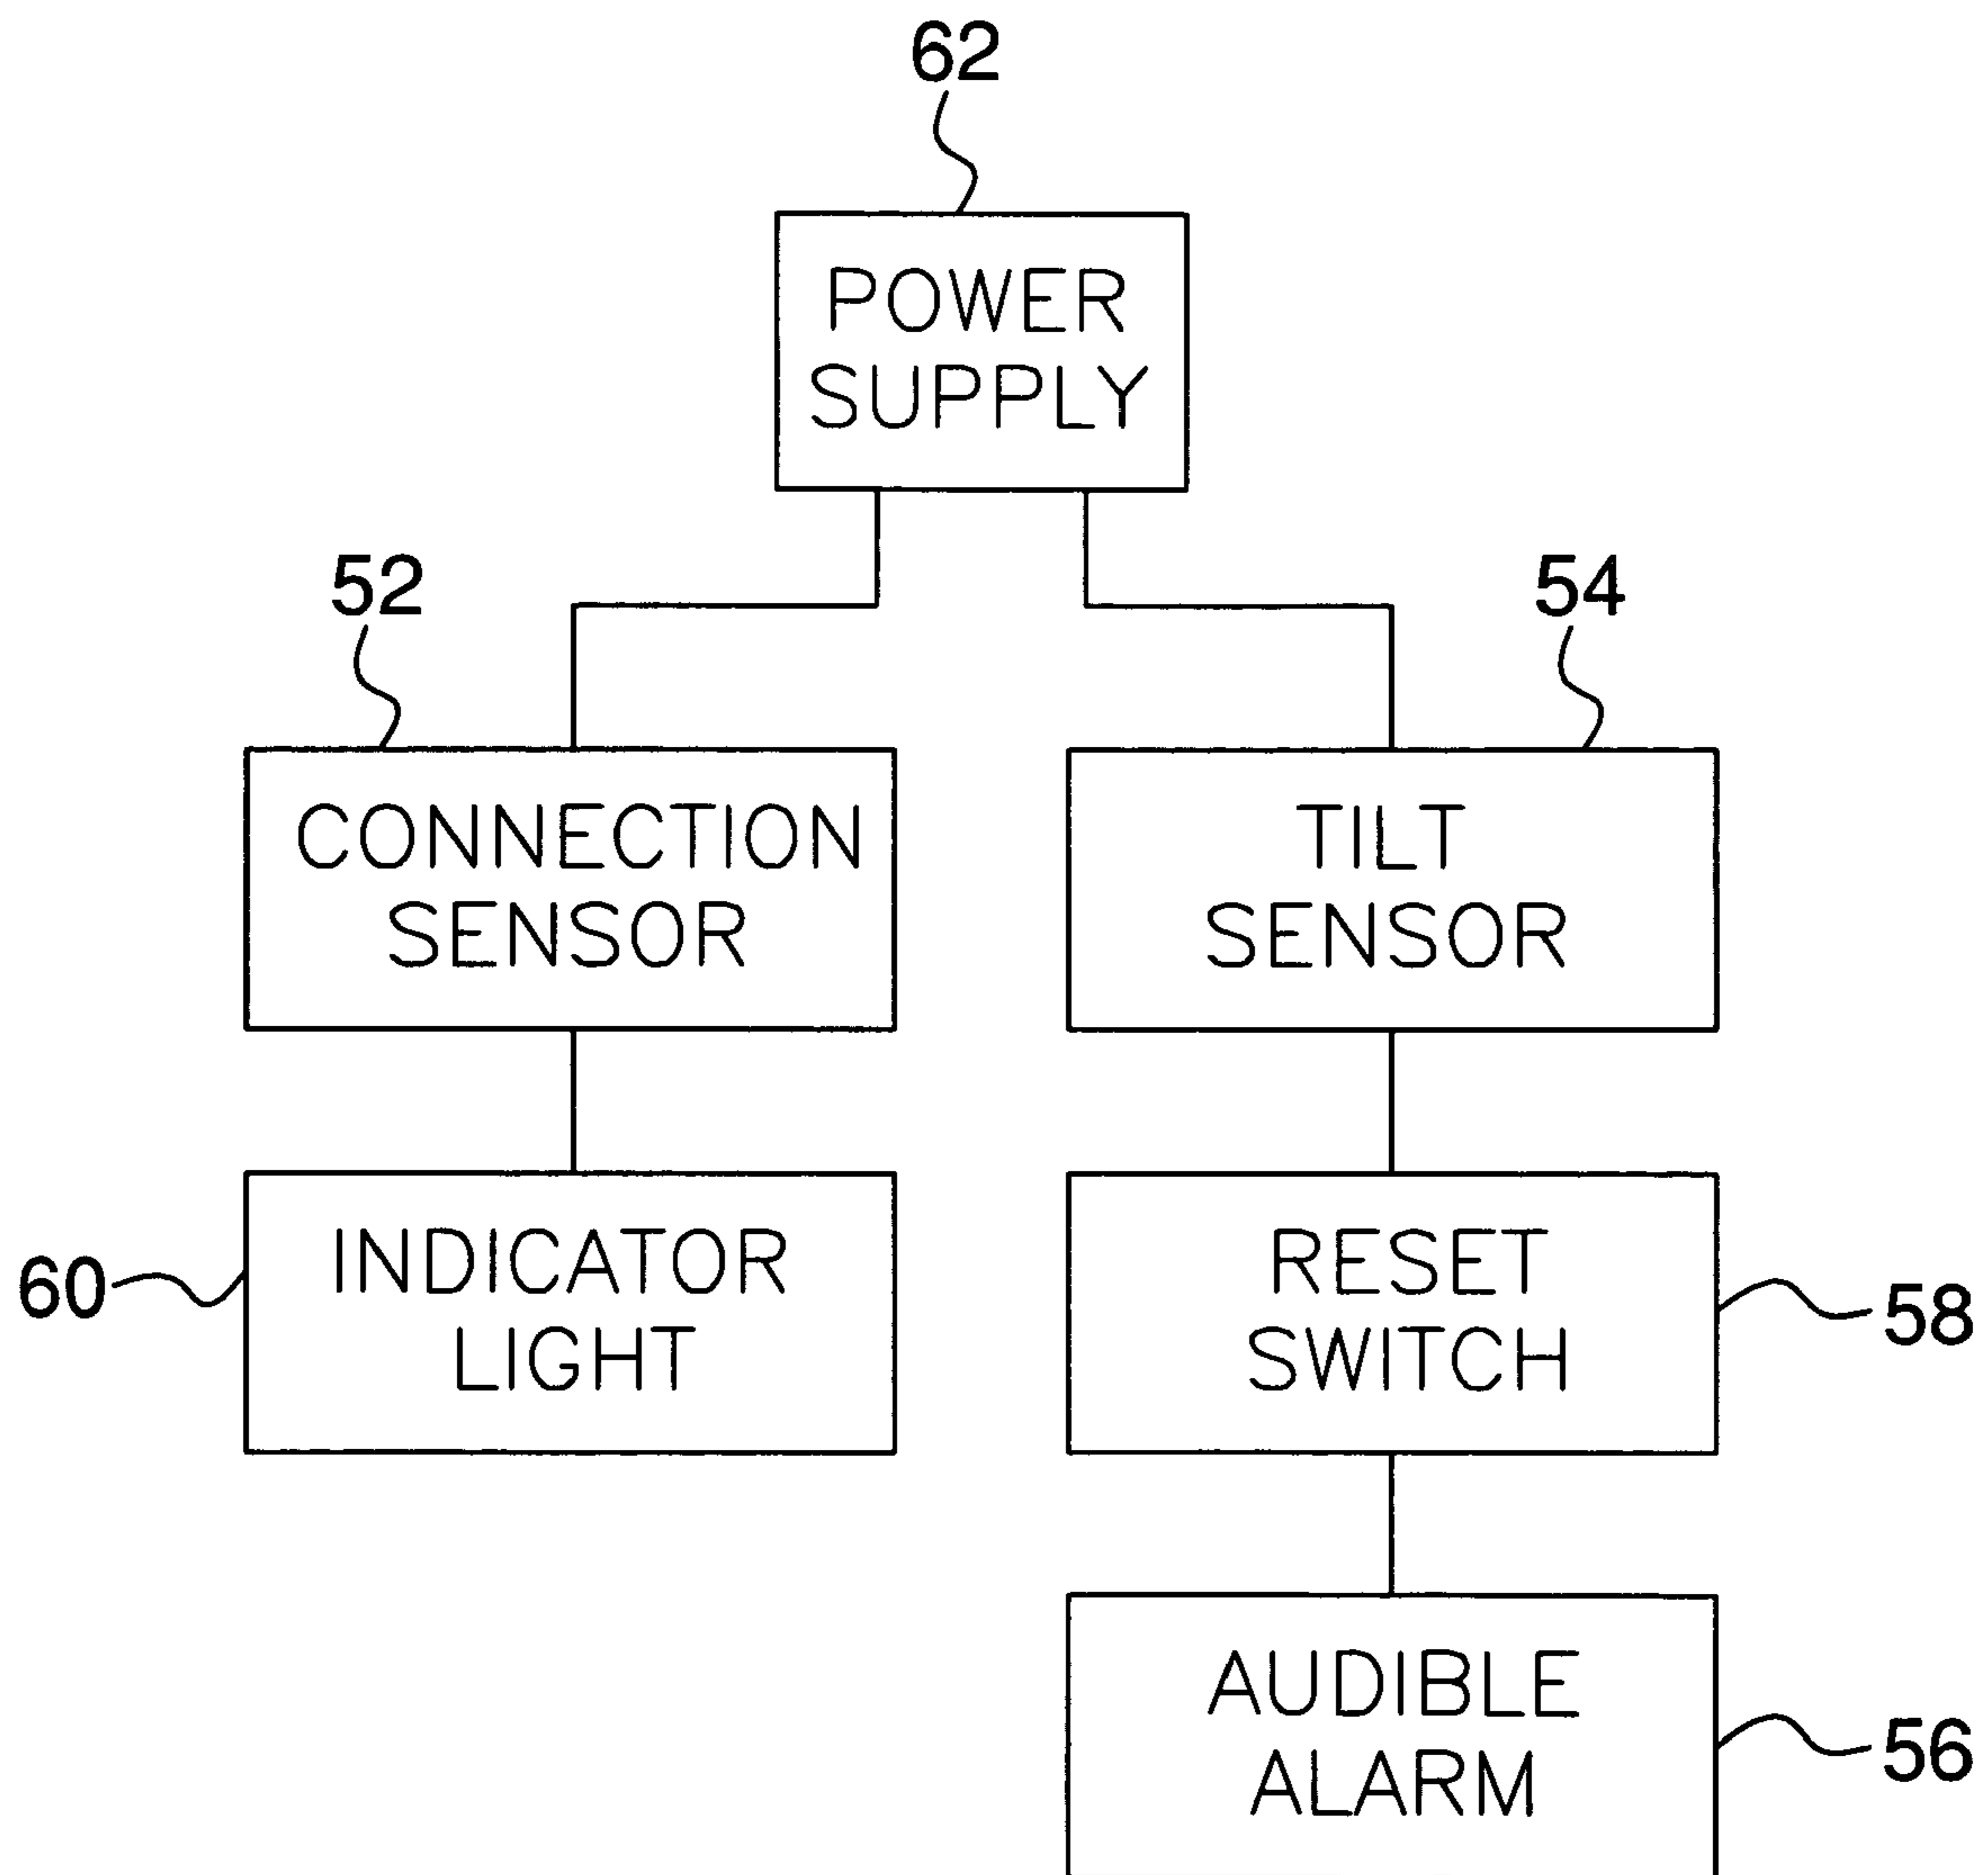 62
POWER
SUPPLY
52
54
CONNECTION
SENSOR
TILT
SENSOR
60
INDICATOR
LIGHT
RESET
SWITCH
58
AUDIBLE
ALARM
56